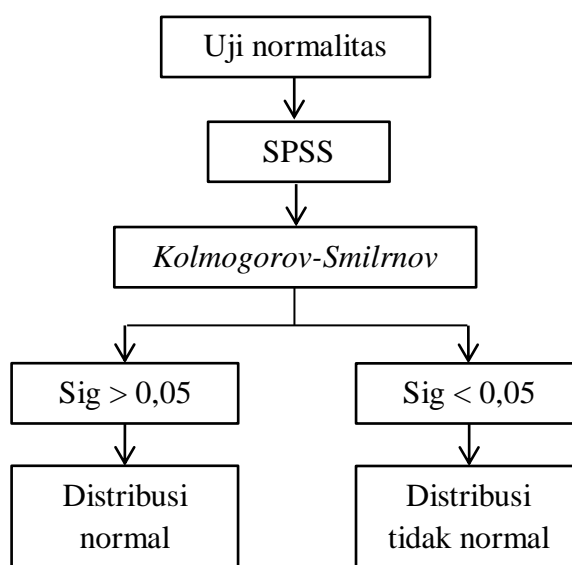 Uji normalitas
SPSS
Kolmogorov-Smilrnov
Sig > 0,05
Sig < 0,05
Distribusi
normal
Distribusi
tidak normal